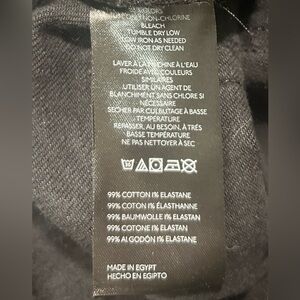 COLORS
USE ONLY NON-CHLORINE
BLEACH
TUMBLE DRY LOW
LOW IRON AS NEEDED
DO NOT DRY CLEAN
LAVER À LA MACHINE À L'EAU
FROIDE AVEC COULEURS
SIMILAIRES
UTILISER UN AGENT DE
BLANCHIMENT SANS CHLORE SI
NÉCESSAIRE
SECHER PAR CULBUTAGE À BASSE
TEMPÉRATURE
REPASSER, AU BESOIN, À TRÈS
BASSE TEMPÉRATURE
NE PAS NETTOYER À SEC
99% COTTON 1% ELASTANE
99% COTON 1% ÉLASTHANNE
99% BAUMWOLLE 1% ELASTAN
99% COTONE 1% ELASTAN
99% ALGODÓN 1% ELASTAN
MADE IN EGYPT
HECHO EN EGIPTO